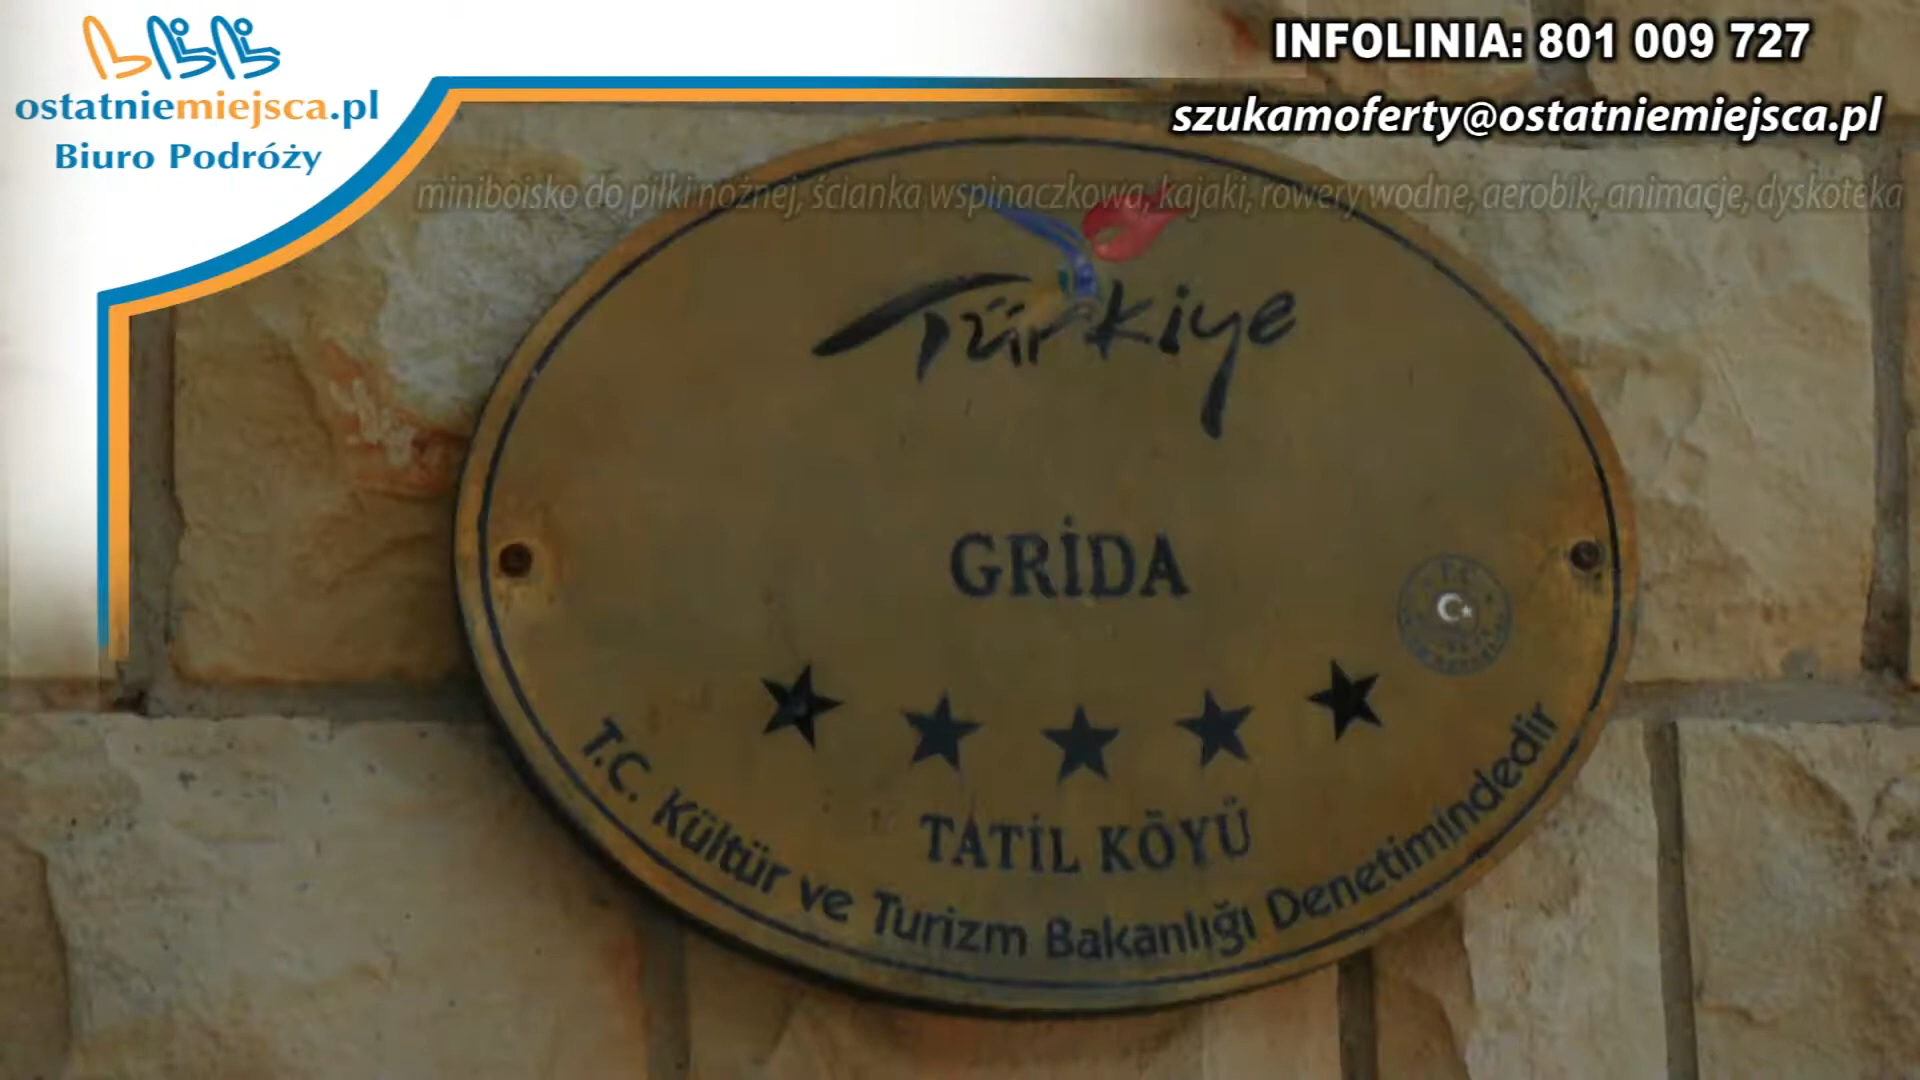 INFOLINIA: 801 009 727
ostatniemiejsca.pl
szukamoferty@ostatniemiejsca.pl
Biuro Podróży
miniboisko do piłki nożnej, ścianka wspinaczkowa, kajaki, rowery wodne, aerobik, animacje, dyskoteka
Türkiye
GRİDA
TATİL KÖYÜ
T.C. Kültür ve Turizm Bakanlığı Denetimindedir